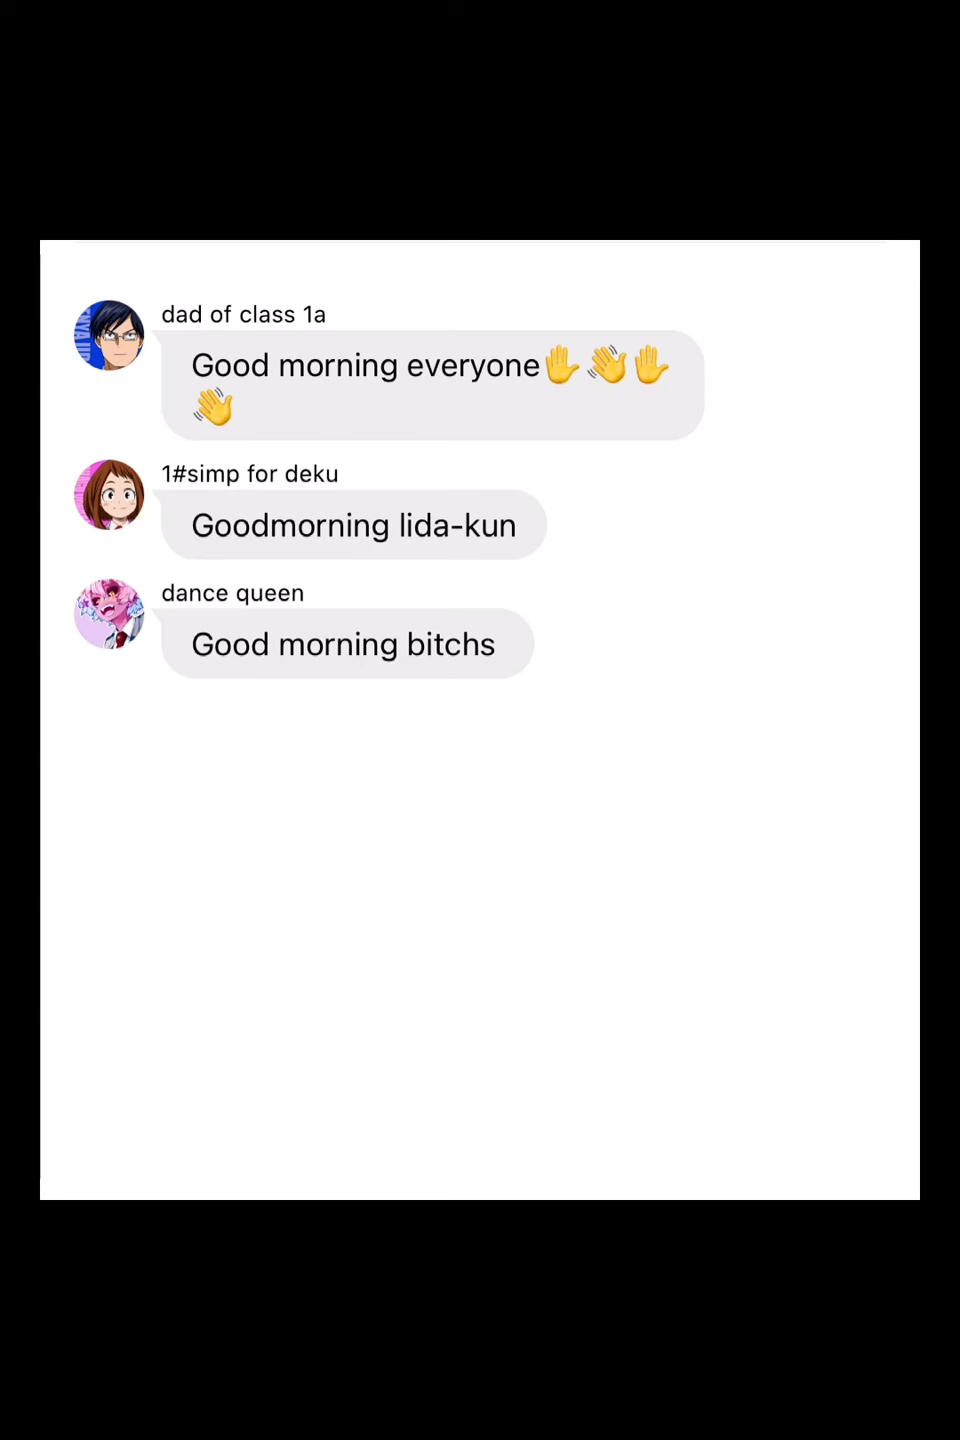 dad of class 1a
Good morning everyone🖐👋🖐
👋
1#simp for deku
Goodmorning lida-kun
dance queen
Good morning bitchs